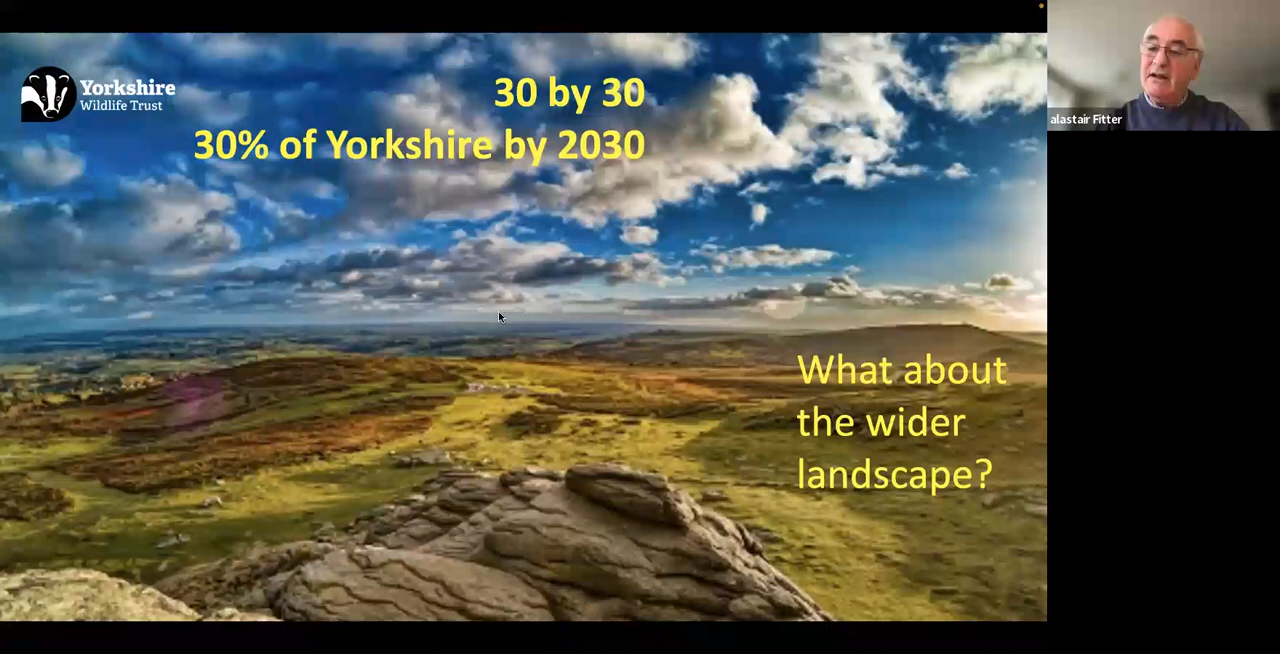 Yorkshire
Wildlife Trust
30 by 30
30% of Yorkshire by 2030
What about
the wider
landscape?
alastair Fitter